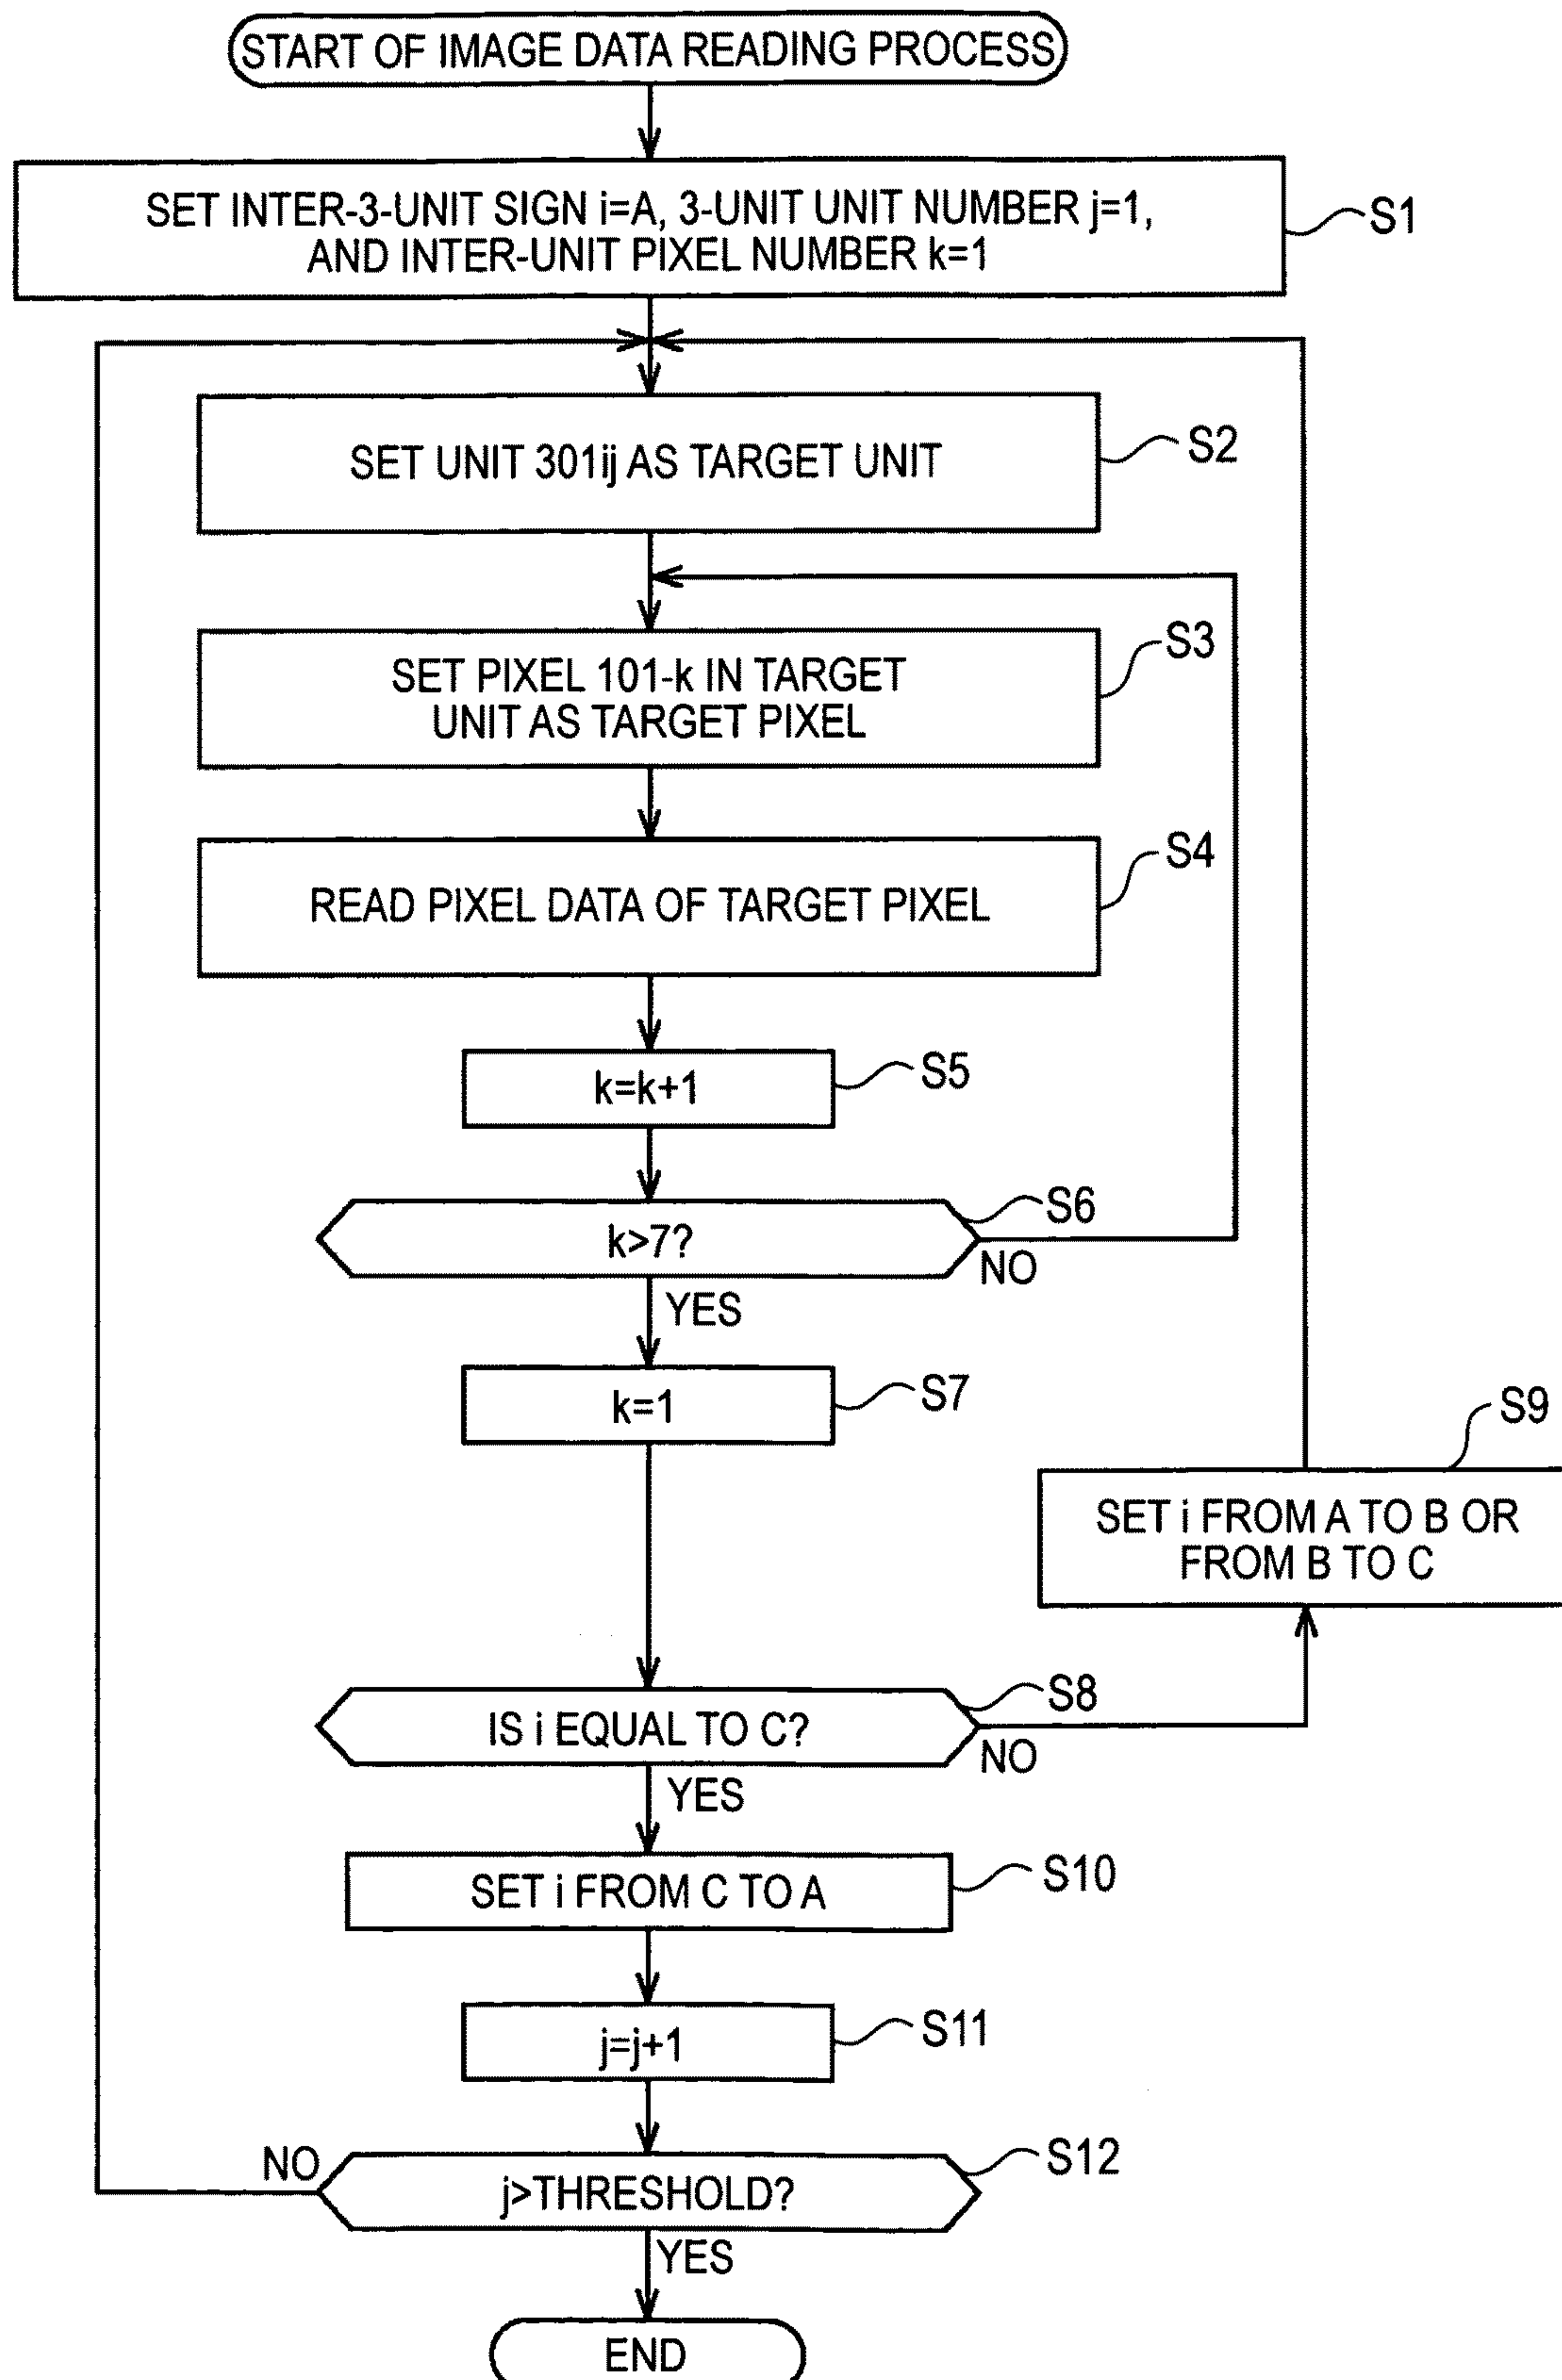 START OF IMAGE DATA READING PROCESS
SET INTER-3-UNIT SIGN i=A, 3-UNIT UNIT NUMBER j=1,
AND INTER-UNIT PIXEL NUMBER k=1
S1
SET UNIT 301ij AS TARGET UNIT
S2
SET PIXEL 101-k IN TARGET
UNIT AS TARGET PIXEL
S3
READ PIXEL DATA OF TARGET PIXEL
S4
k=k+1
S5
k>7?
S6
NO
YES
k=1
S7
SET i FROM A TO B OR
FROM B TO C
S9
IS i EQUAL TO C?
S8
NO
YES
SET i FROM C TO A
S10
j=j+1
S11
NO
j>THRESHOLD?
S12
YES
END